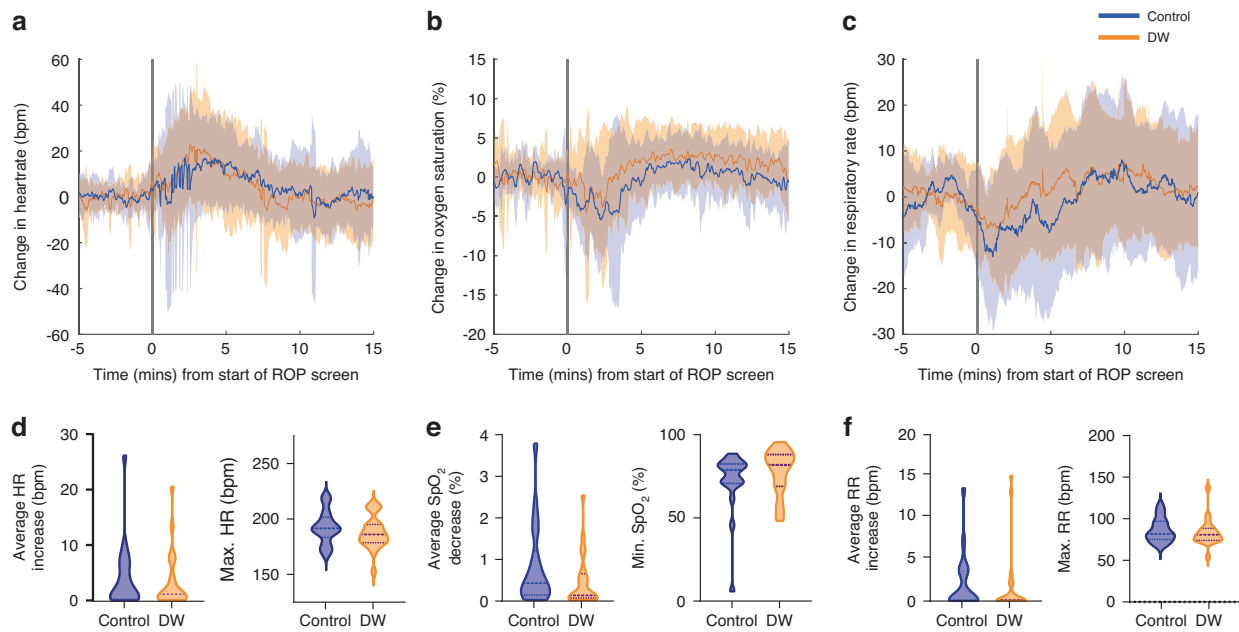 a
b
c
Control
DW
Change in heartrate (bpm)
60
40
20
0
-20
-40
-60
-5
0
5
10
15
Time (mins) from start of ROP screen
Change in oxygen saturation (%)
15
10
5
0
-5
-10
-15
-20
-5
0
5
10
15
Time (mins) from start of ROP screen
Change in respiratory rate (bpm)
30
20
10
0
-10
-20
-30
-5
0
5
10
15
Time (mins) from start of ROP screen
d
Average HR
increase (bpm)
30
20
10
0
Control DW
Max. HR (bpm)
250
200
150
Control DW
e
Average SpO₂
decrease (%)
4
3
2
1
0
Control DW
Min. SpO₂ (%)
100
50
0
Control DW
f
Average RR
increase (bpm)
20
15
10
5
0
Control DW
Max. RR (bpm)
200
150
100
50
0
Control DW